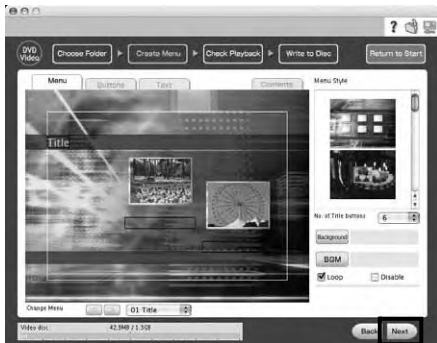 ?
DVD Video
Choose Folder
Create Menu
Check Playback
Write to Disc
Return to Start
Menu
Buttons
Text
Contents
Menu Style
Title
No. of Title buttons
6
Background
BGM
Loop
Disable
Change Menu
01 Title
Video disc:
42.9MB / 1.3GB
Back
Next